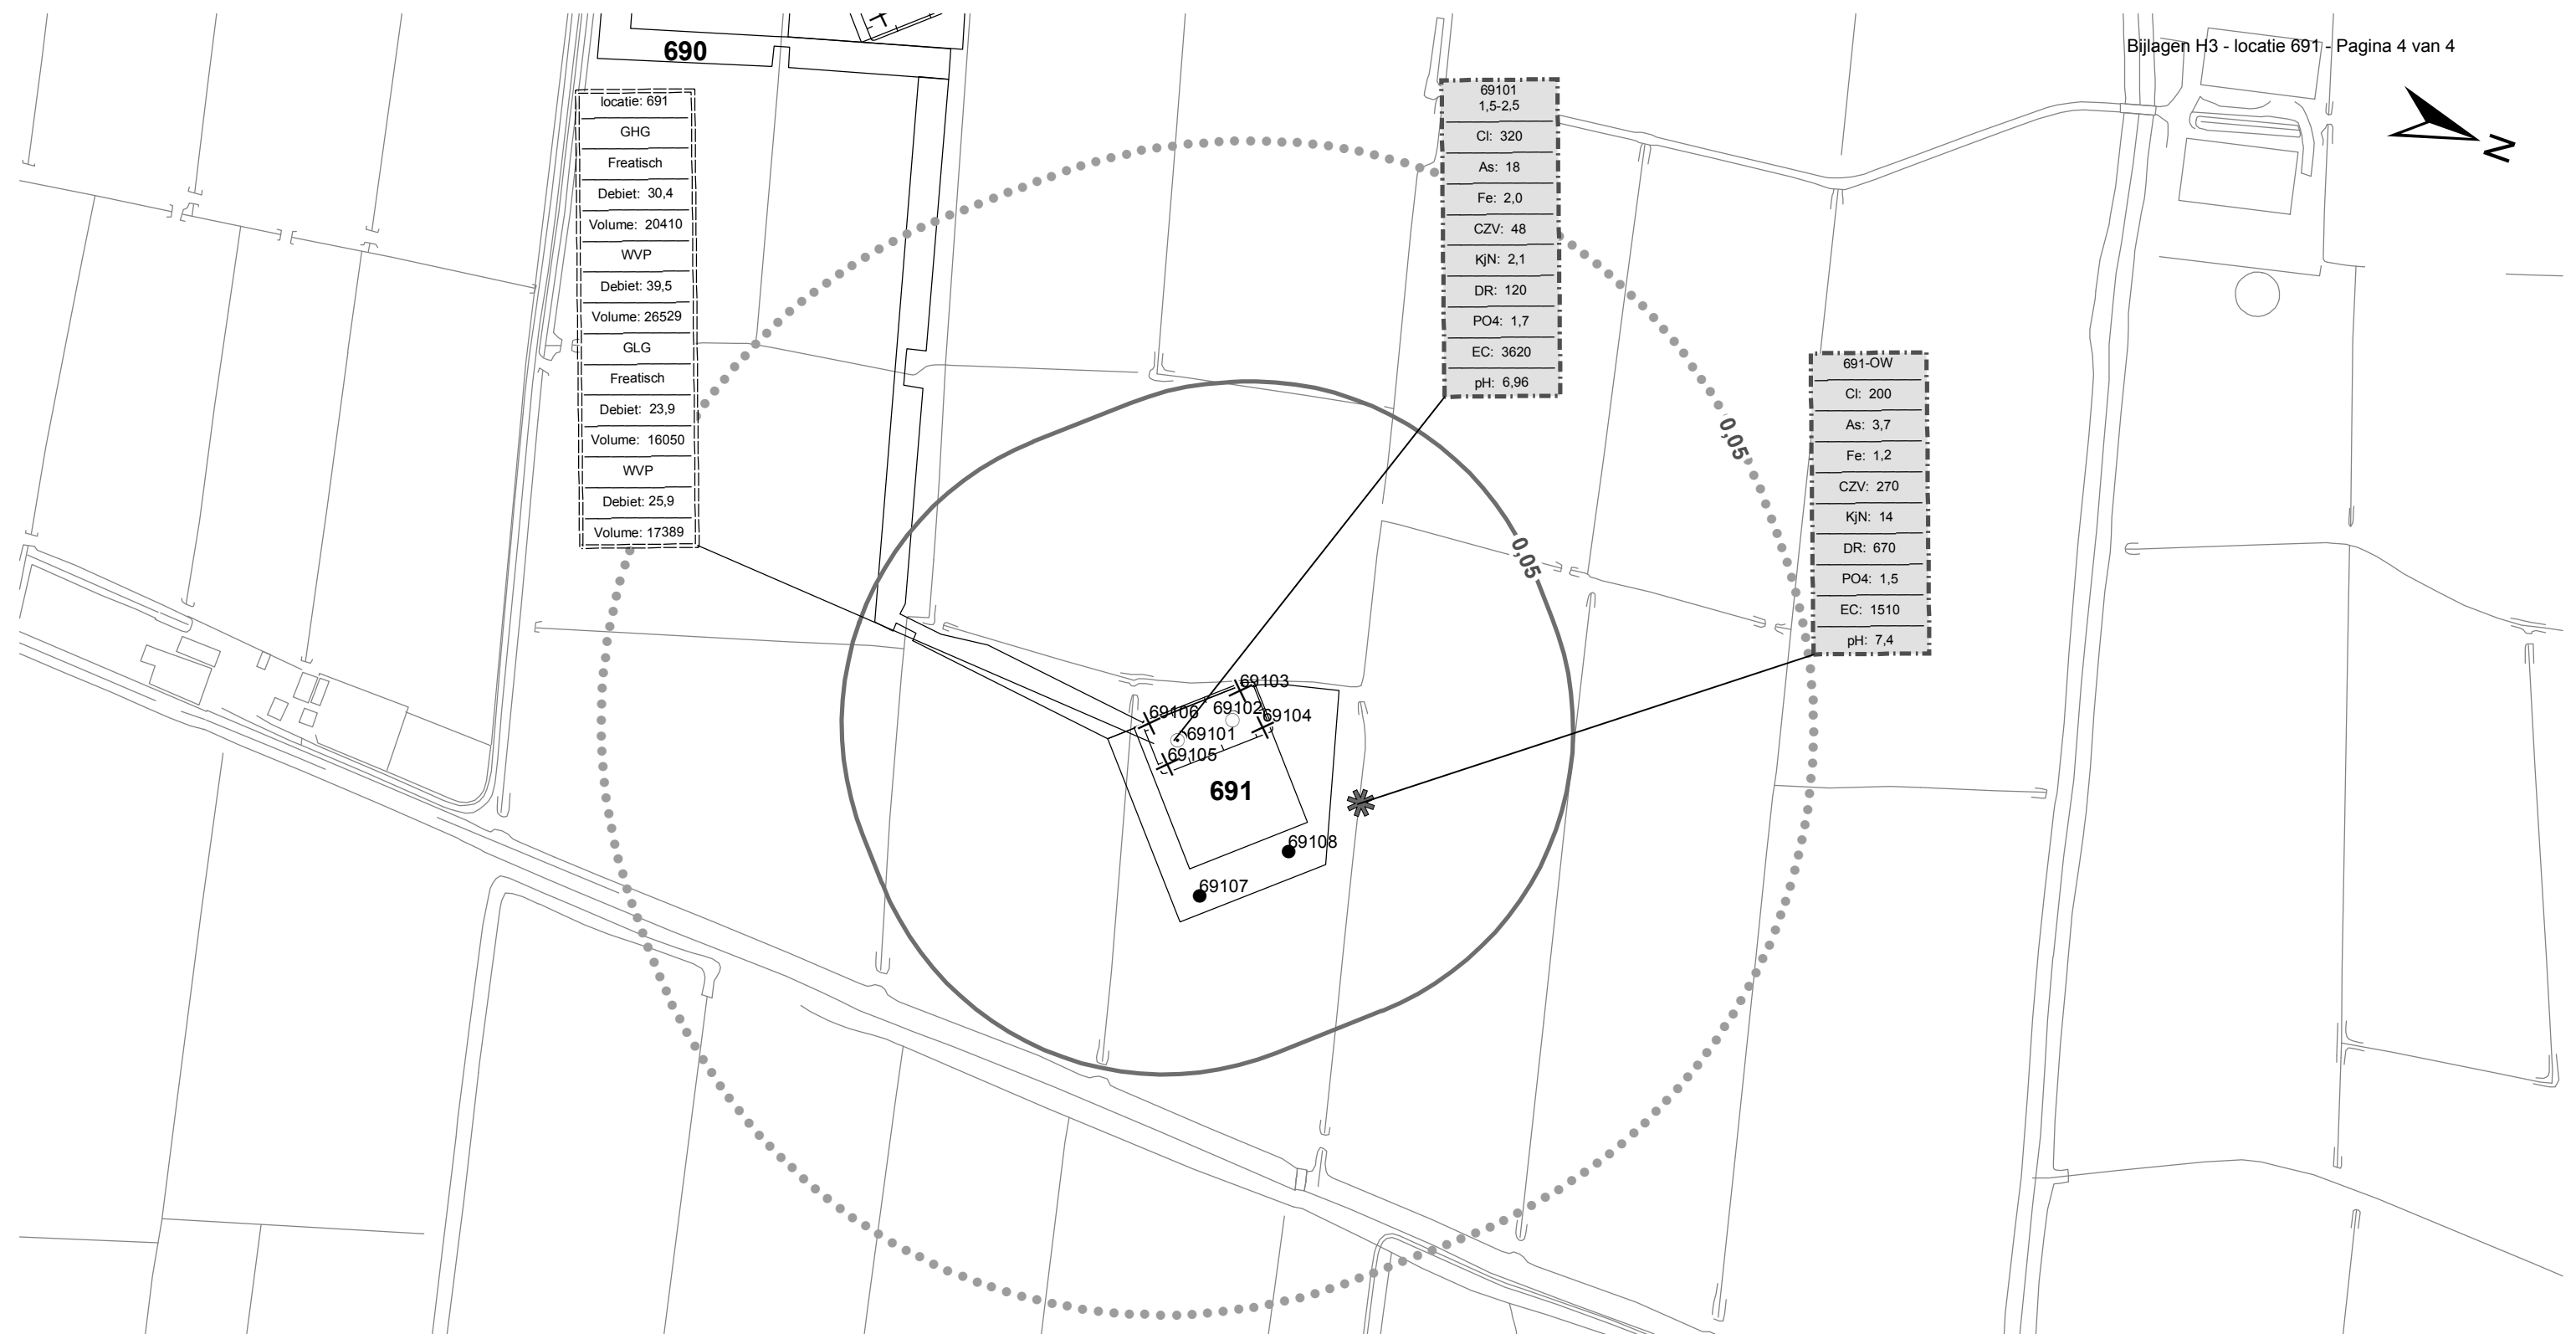 Bijlagen H3 - locatie 691 - Pagina 4 van 4
N
690
locatie: 691
GHG
Freatisch
Debiet: 30,4
Volume: 20410
WVP
Debiet: 39,5
Volume: 26529
GLG
Freatisch
Debiet: 23,9
Volume: 16050
WVP
Debiet: 25,9
Volume: 17389
69101
1,5-2,5
Cl: 320
As: 18
Fe: 2,0
CZV: 48
KjN: 2,1
DR: 120
PO4: 1,7
EC: 3620
pH: 6,96
691-OW
Cl: 200
As: 3,7
Fe: 1,2
CZV: 270
KjN: 14
DR: 670
PO4: 1,5
EC: 1510
pH: 7,4
0,05
0,05
69103
69106
69102
69104
69101
69105
691
69108
69107